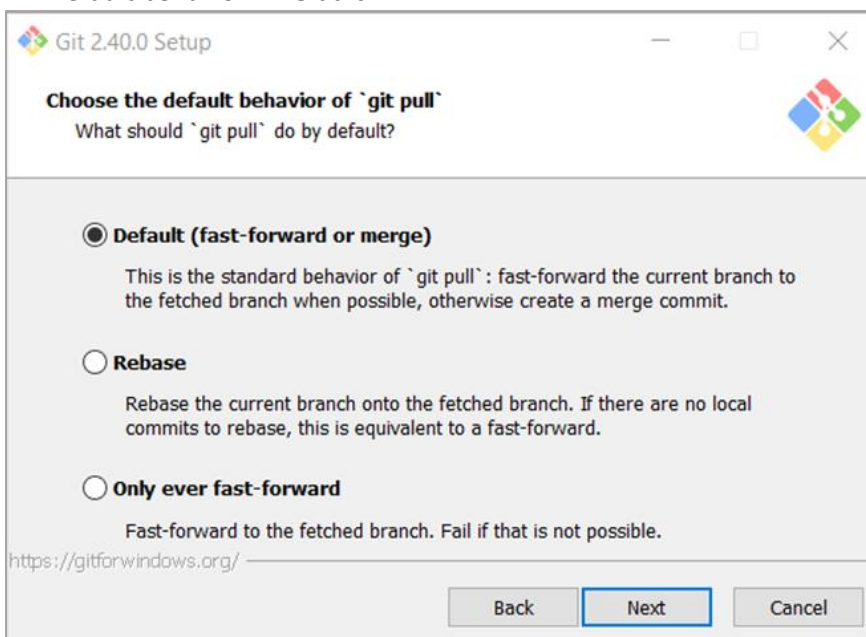 Git 2.40.0 Setup
Choose the default behavior of `git pull`
What should `git pull` do by default?
Default (fast-forward or merge)
This is the standard behavior of `git pull`: fast-forward the current branch to
the fetched branch when possible, otherwise create a merge commit.
Rebase
Rebase the current branch onto the fetched branch. If there are no local
commits to rebase, this is equivalent to a fast-forward.
Only ever fast-forward
Fast-forward to the fetched branch. Fail if that is not possible.
https://gitforwindows.org/
Back Next Cancel